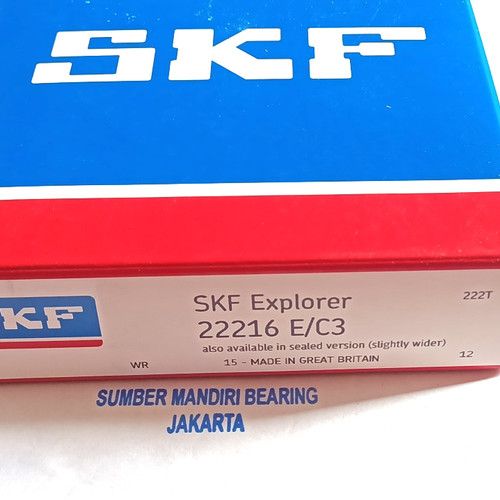 SKF
SKF Explorer
222T
22216 E/C3
also available in sealed version (slightly wider)
WR
15 - MADE IN GREAT BRITAIN
12
SKF
SUMBER MANDIRI BEARING
JAKARTA